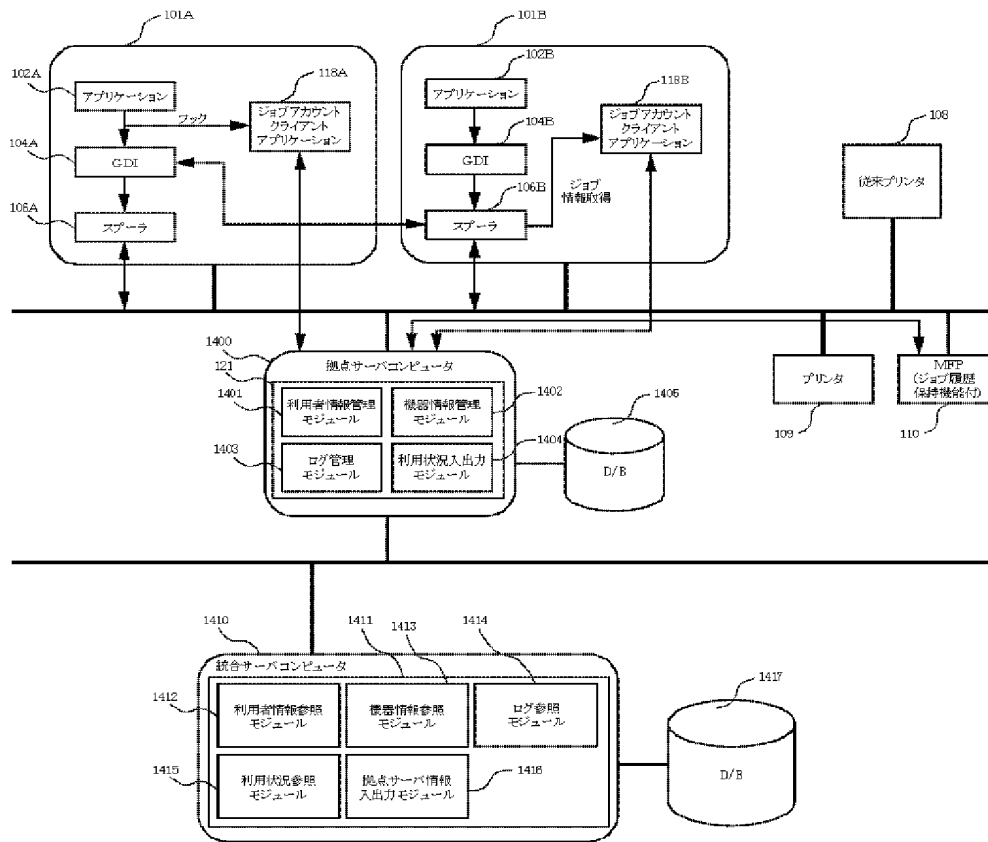 101A
101B
102A
アプリケーション
118A
ジョブアカウント
クライアント
アプリケーション
フック
104A
GDI
106A
スプーラ
102B
アプリケーション
118B
ジョブアカウント
クライアント
アプリケーション
104B
GDI
106B
スプーラ
ジョブ
情報取得
108
従来プリンタ
1400
拠点サーバコンピュータ
121
1401
利用者情報管理
モジュール
1402
機器情報管理
モジュール
1403
ログ管理
モジュール
1404
利用状況入出力
モジュール
1405
D/B
プリンタ
109
MFP
(ジョブ履歴
保持機能付)
110
1410
統合サーバコンピュータ
1411
1412
利用者情報参照
モジュール
1413
機器情報参照
モジュール
1414
ログ参照
モジュール
1415
利用状況参照
モジュール
1416
拠点サーバ情報
入出力モジュール
1417
D/B